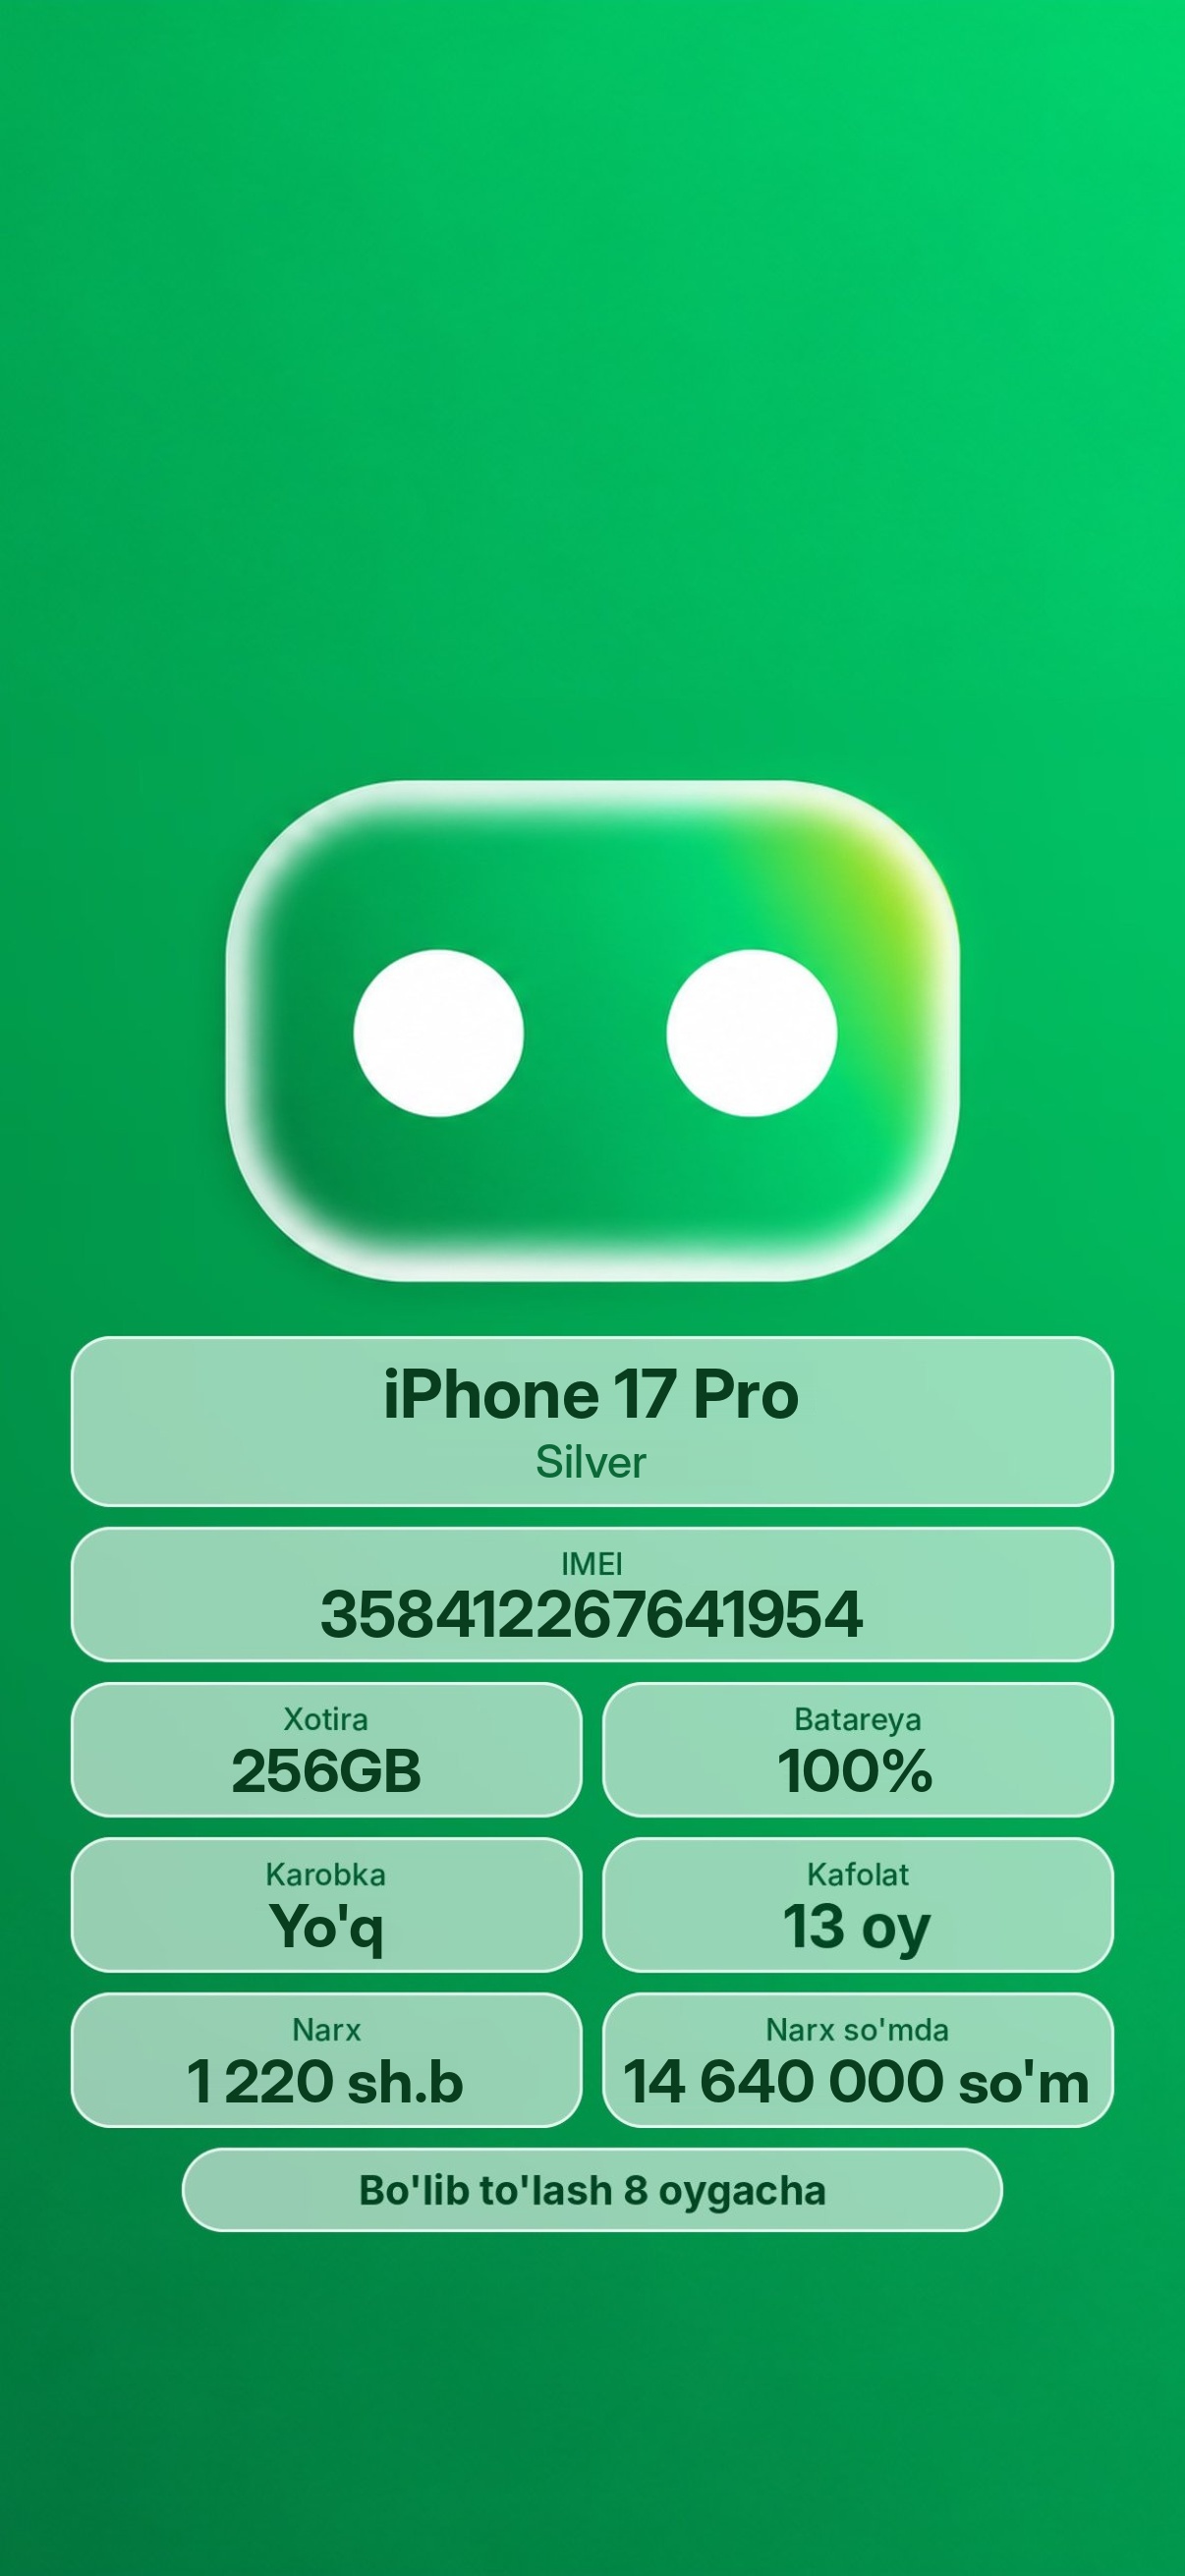 iPhone 17 Pro
Silver
IMEI
358412267641954
Xotira
256GB
Batareya
100%
Karobka
Yo'q
Kafolat
13 oy
Narx
1 220 sh.b
Narx so'mda
14 640 000 so'm
Bo'lib to'lash 8 oygacha